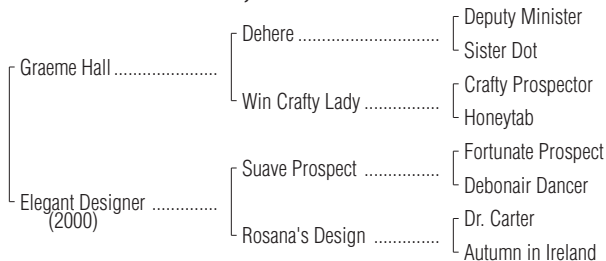 Deputy Minister
Dehere
Sister Dot
Graeme Hall
Crafty Prospector
Win Crafty Lady
Honeytab
Fortunate Prospect
Suave Prospect
Debonair Dancer
Elegant Designer
(2000)
Dr. Carter
Rosana's Design
Autumn in Ireland